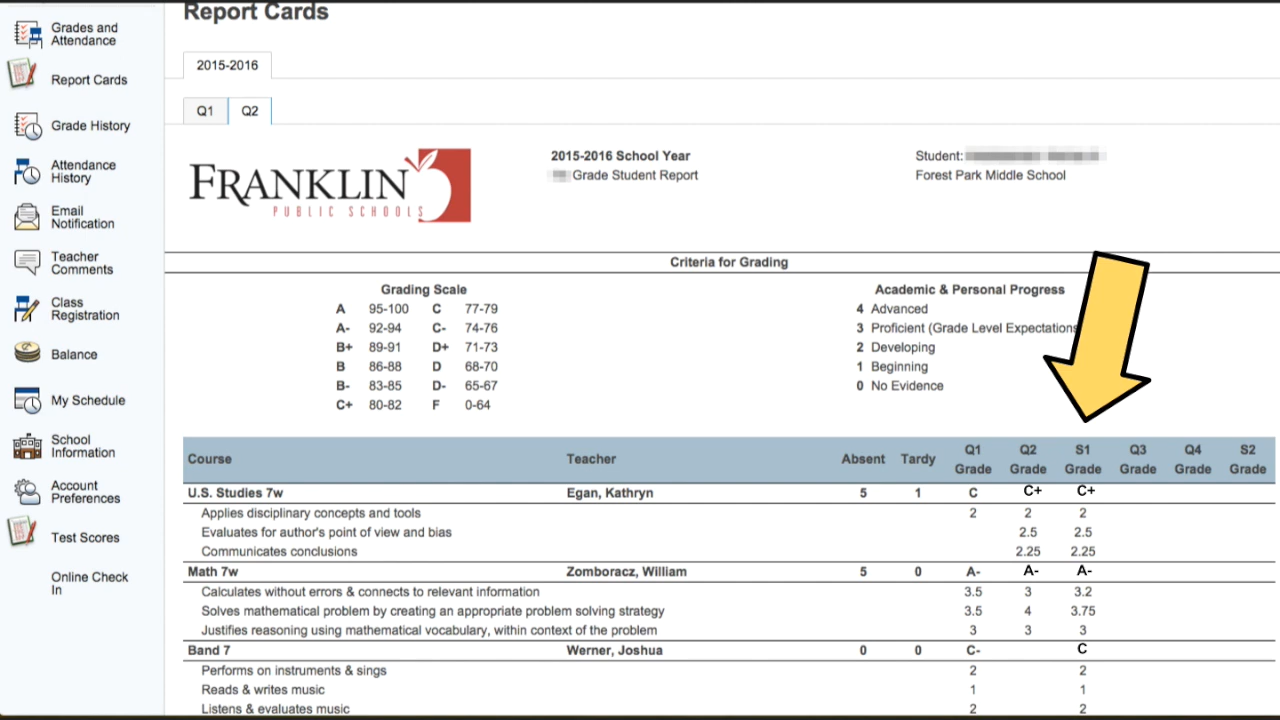 Report Cards
Grades and
Attendance
Report Cards
Grade History
Attendance
History
Email
Notification
Teacher
Comments
Class
Registration
Balance
My Schedule
School
Information
Account
Preferences
Test Scores
Online Check
In
2015-2016
Q1 Q2
FRANKLIN
PUBLIC SCHOOLS
2015-2016 School Year
Grade Student Report
Student:
Forest Park Middle School
Criteria for Grading
Grading Scale
A 95-100 C 77-79
A- 92-94 C- 74-76
B+ 89-91 D+ 71-73
B 86-88 D 68-70
B- 83-85 D- 65-67
C+ 80-82 F 0-64
Academic & Personal Progress
4 Advanced
3 Proficient (Grade Level Expectations
2 Developing
1 Beginning
0 No Evidence
Course Teacher Absent Tardy Q1 Grade Q2 Grade S1 Grade Q3 Grade Q4 Grade S2 Grade
U.S. Studies 7w Egan, Kathryn 5 1 C C+ C+
Applies disciplinary concepts and tools 2 2 2
Evaluates for author's point of view and bias 2.5 2.5
Communicates conclusions 2.25 2.25
Math 7w Zomboracz, William 5 0 A- A- A-
Calculates without errors & connects to relevant information 3.5 3 3.2
Solves mathematical problem by creating an appropriate problem solving strategy 3.5 4 3.75
Justifies reasoning using mathematical vocabulary, within context of the problem 3 3 3
Band 7 Werner, Joshua 0 0 C- C
Performs on instruments & sings 2 2
Reads & writes music 1 1
Listens & evaluates music 2 2